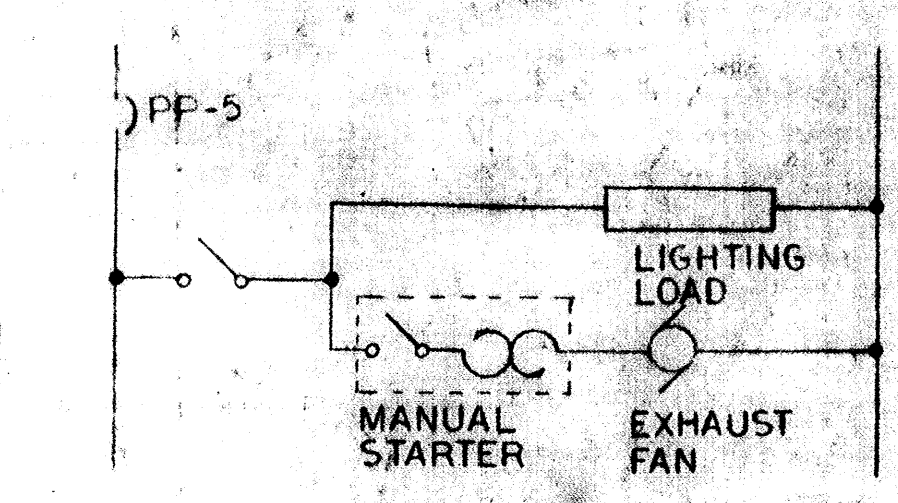 PP-5
LIGHTING
LOAD
MANUAL
STARTER
EXHAUST
FAN